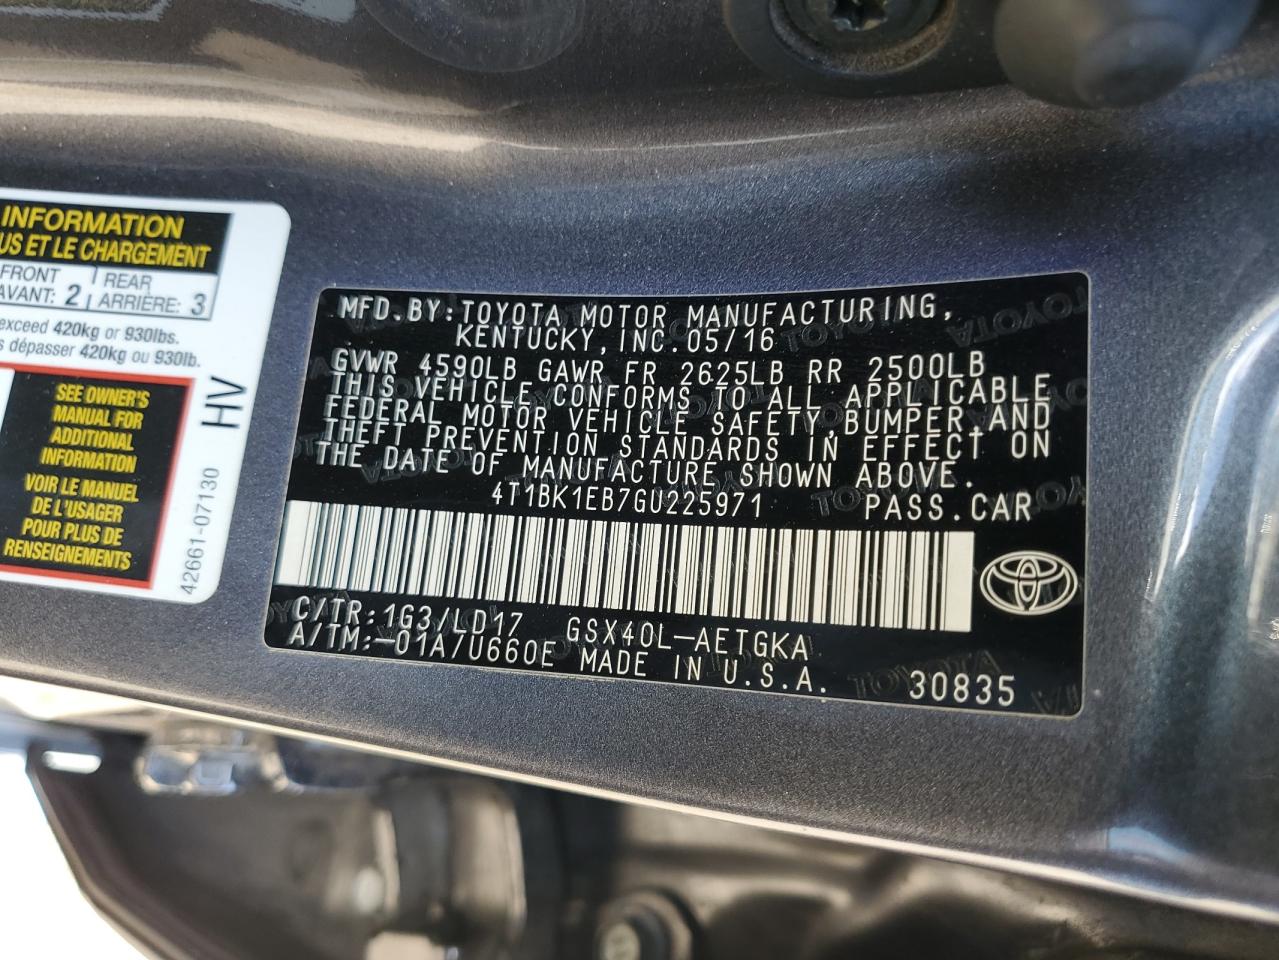 INFORMATION
US ET LE CHARGEMENT
FRONT
AVANT: 2
REAR
ARRIÈRE: 3
exceed 420kg or 930lbs.
s dépasser 420kg ou 930lb.
SEE OWNER'S
MANUAL FOR
ADDITIONAL
INFORMATION
VOIR LE MANUEL
DE L'USAGER
POUR PLUS DE
RENSEIGNEMENTS
HV
42661-07130
MFD.BY:TOYOTA MOTOR MANUFACTURING,
KENTUCKY,INC.05/16
GVWR 4590LB GAWR FR 2625LB RR 2500LB
THIS VEHICLE CONFORMS TO ALL APPLICABLE
FEDERAL MOTOR VEHICLE SAFETY,BUMPER,AND
THEFT PREVENTION STANDARDS IN EFFECT ON
THE DATE OF MANUFACTURE SHOWN ABOVE.
4T1BK1EB7GU225971 PASS.CAR
C/TR:1G3/LD17 GSX40L-AETGKA
A/TM:-01A/U660E MADE IN U.S.A. 30835